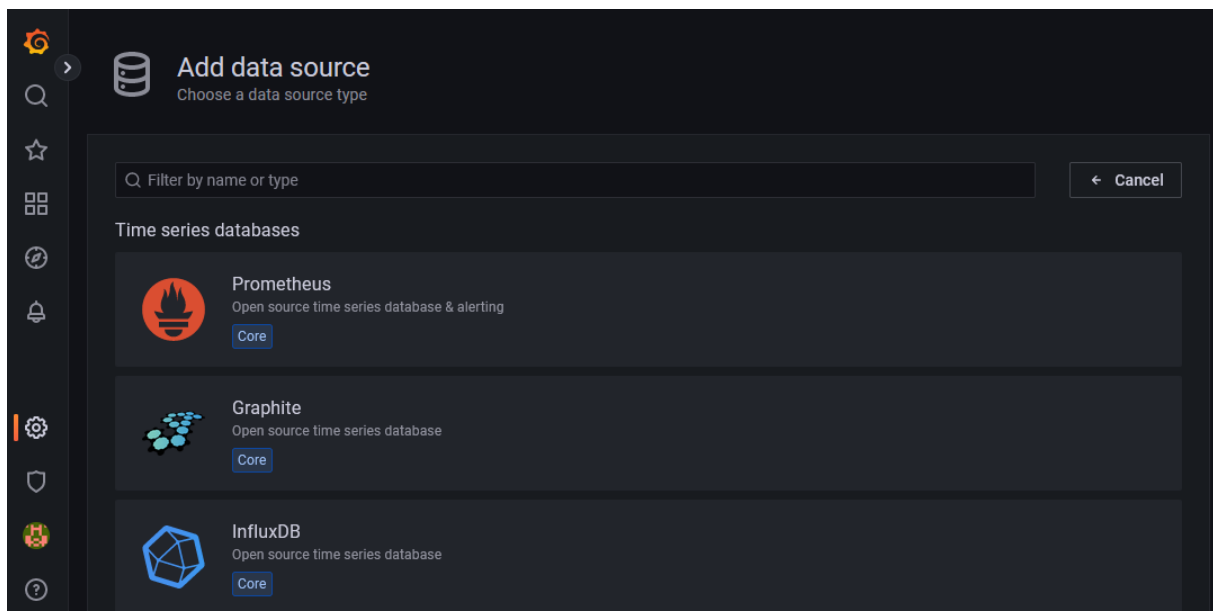 Add data source
Choose a data source type
Filter by name or type
Cancel
Time series databases
Prometheus
Open source time series database & alerting
Core
Graphite
Open source time series database
Core
InfluxDB
Open source time series database
Core